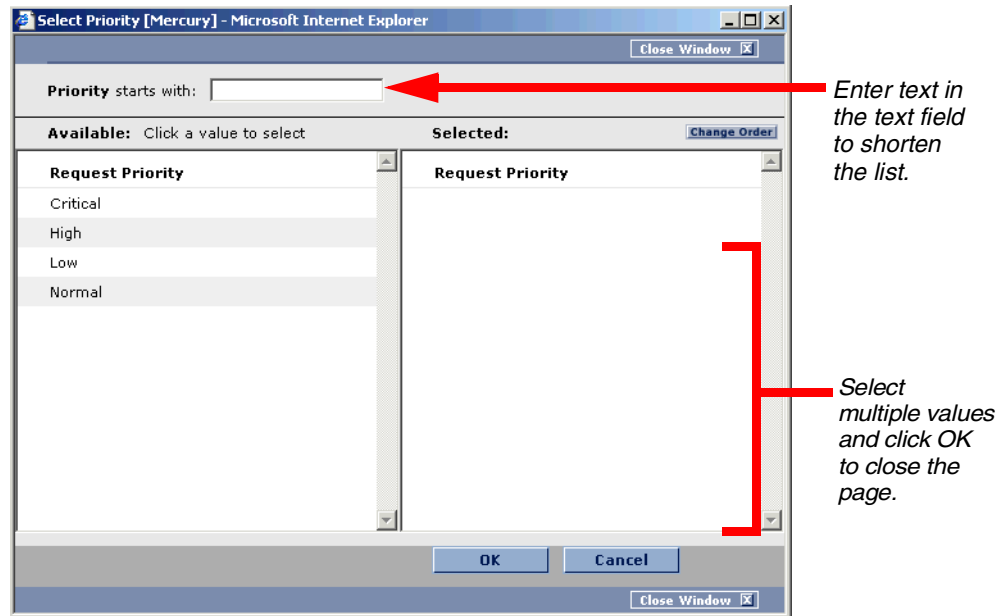 Select Priority [Mercury] - Microsoft Internet Explorer
Close Window X
Priority starts with:
Enter text in
the text field
to shorten
the list.
Available: Click a value to select
Selected:
Change Order
Request Priority
Critical
High
Low
Normal
Request Priority
Select
multiple values
and click OK
to close the
page.
OK
Cancel
Close Window X